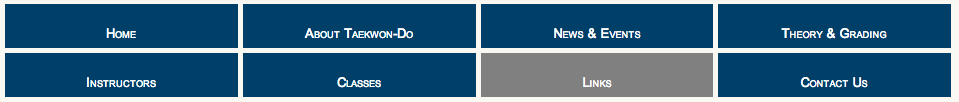 Home About Taekwon-Do News & Events Theory & Grading
Instructors Classes Links Contact Us